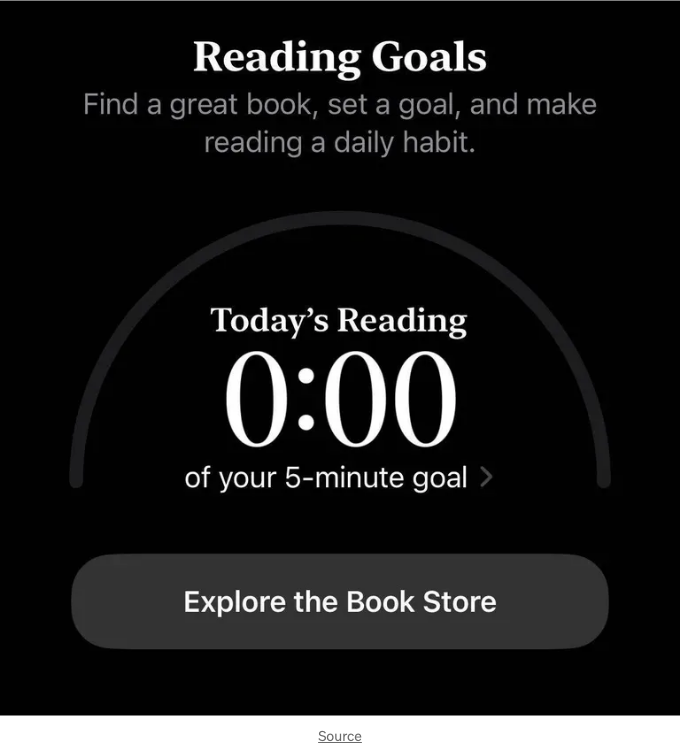 Reading Goals
Find a great book, set a goal, and make
reading a daily habit.
Today’s Reading
0:00
of your 5-minute goal
Explore the Book Store
Source